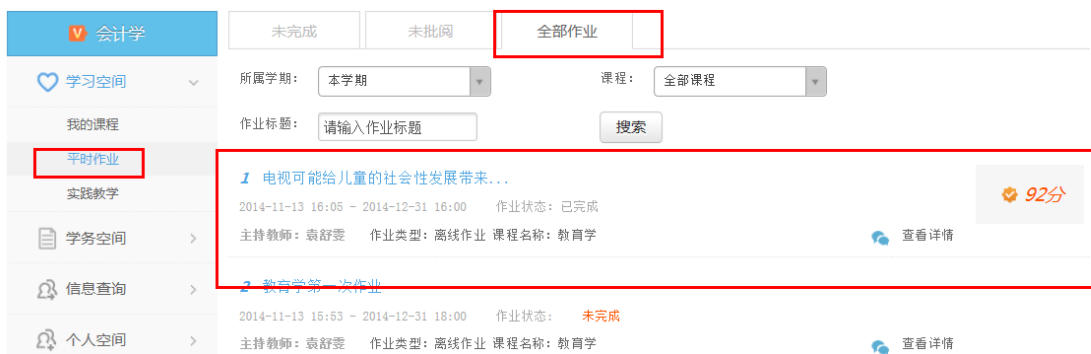 会计学
未完成 未批阅 全部作业
学习空间
所属学期: 本学期 课程: 全部课程
我的课程
作业标题: 请输入作业标题 搜索
平时作业
1 电视可能给儿童的社会性发展带来...
92分
实践教学
2014-11-13 16:05 - 2014-12-31 16:00 作业状态: 已完成
学务空间
主持教师: 袁舒雯 作业类型: 离线作业 课程名称: 教育学 查看详情
信息查询
2 教育学第一次作业
2014-11-13 15:53 - 2014-12-31 18:00 作业状态: 未完成
个人空间
主持教师: 袁舒雯 作业类型: 离线作业 课程名称: 教育学 查看详情